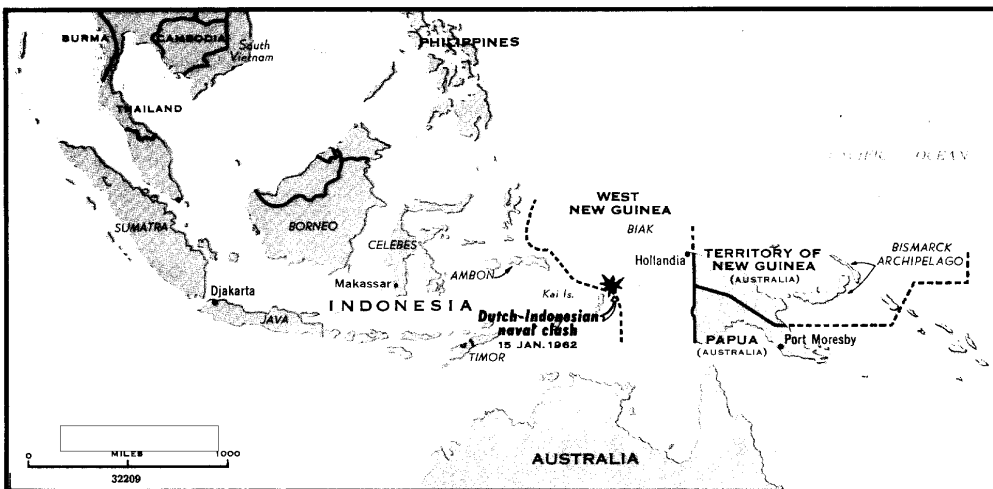 BURMA
CAMBODIA
South
Vietnam
PHILIPPINES
THAILAND
PACIFIC OCEAN
WEST
NEW GUINEA
BIAK
SUMATRA
BORNEO
CELEBES
AMBON
Hollandia
TERRITORY OF
NEW GUINEA
(AUSTRALIA)
BISMARCK
ARCHIPELAGO
Makassar
Kai Is.
Djakarta
INDONESIA
JAVA
Dutch-Indonesian
naval clash
15 JAN. 1962
TIMOR
PAPUA
(AUSTRALIA)
Port Moresby
AUSTRALIA
0 MILES 1000
32209